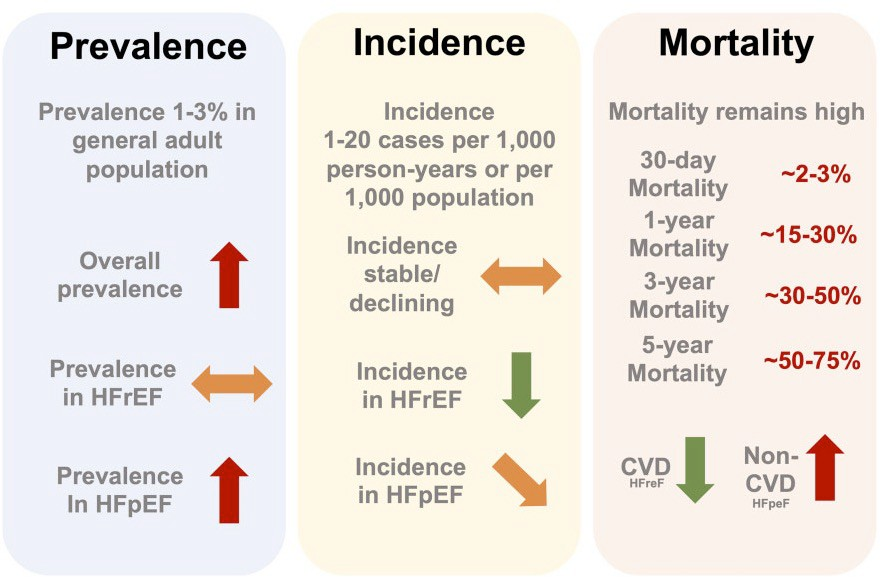 Prevalence
Prevalence 1-3% in
general adult
population
Overall
prevalence
Prevalence
in HFrEF
Prevalence
In HFpEF
Incidence
Incidence
1-20 cases per 1,000
person-years or per
1,000 population
Incidence
stable/
declining
Incidence
in HFrEF
Incidence
in HFpEF
Mortality
Mortality remains high
30-day
Mortality
~2-3%
1-year
Mortality
~15-30%
3-year
Mortality
~30-50%
5-year
Mortality
~50-75%
CVD
HFreF
Non-
CVD
HFpeF